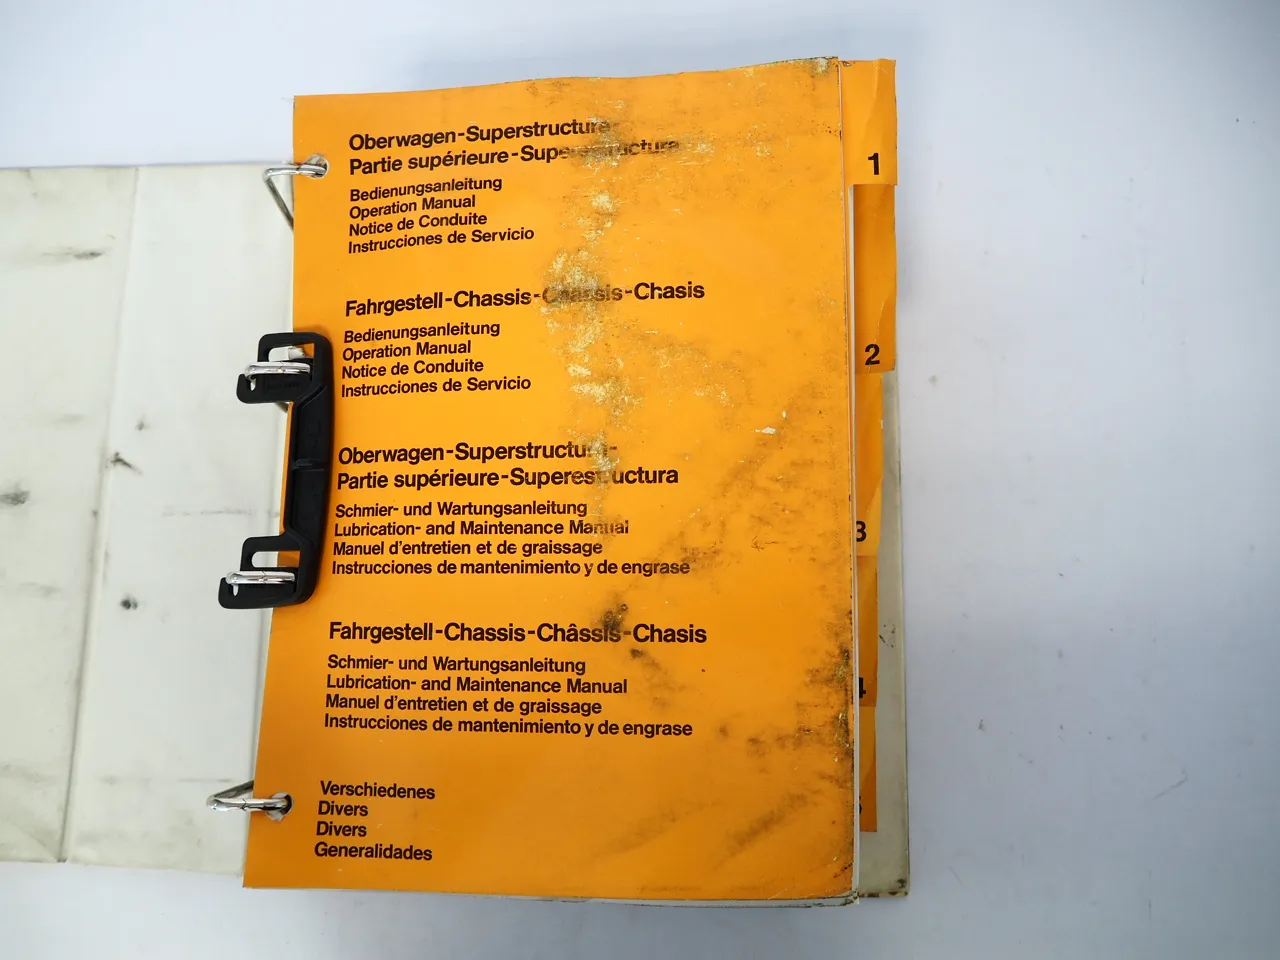 Oberwagen-Superstructure-
Partie supérieure-Superestructura
Bedienungsanleitung
Operation Manual
Notice de Conduite
Instrucciones de Servicio
1
Fahrgestell-Chassis-Châssis-Chasis
Bedienungsanleitung
Operation Manual
Notice de Conduite
Instrucciones de Servicio
2
Oberwagen-Superstructure-
Partie supérieure-Superestructura
Schmier- und Wartungsanleitung
Lubrication- and Maintenance Manual
Manuel d'entretien et de graissage
Instrucciones de mantenimiento y de engrase
3
Fahrgestell-Chassis-Châssis-Chasis
Schmier- und Wartungsanleitung
Lubrication- and Maintenance Manual
Manuel d'entretien et de graissage
Instrucciones de mantenimiento y de engrase
4
Verschiedenes
Divers
Divers
Generalidades